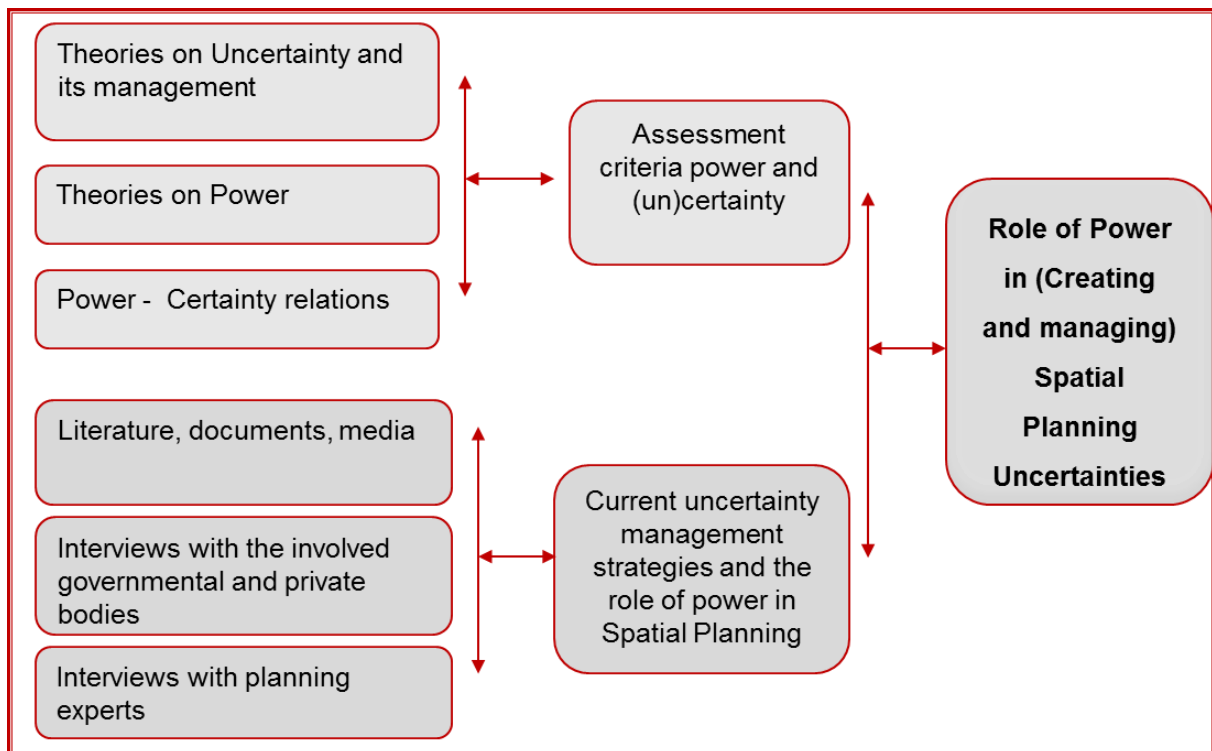 Theories on Uncertainty and
its management
Theories on Power
Power - Certainty relations
Literature, documents, media
Interviews with the involved
governmental and private
bodies
Interviews with planning
experts
Assessment
criteria power and
(un)certainty
Current uncertainty
management
strategies and the
role of power in
Spatial Planning
Role of Power
in (Creating
and managing)
Spatial
Planning
Uncertainties